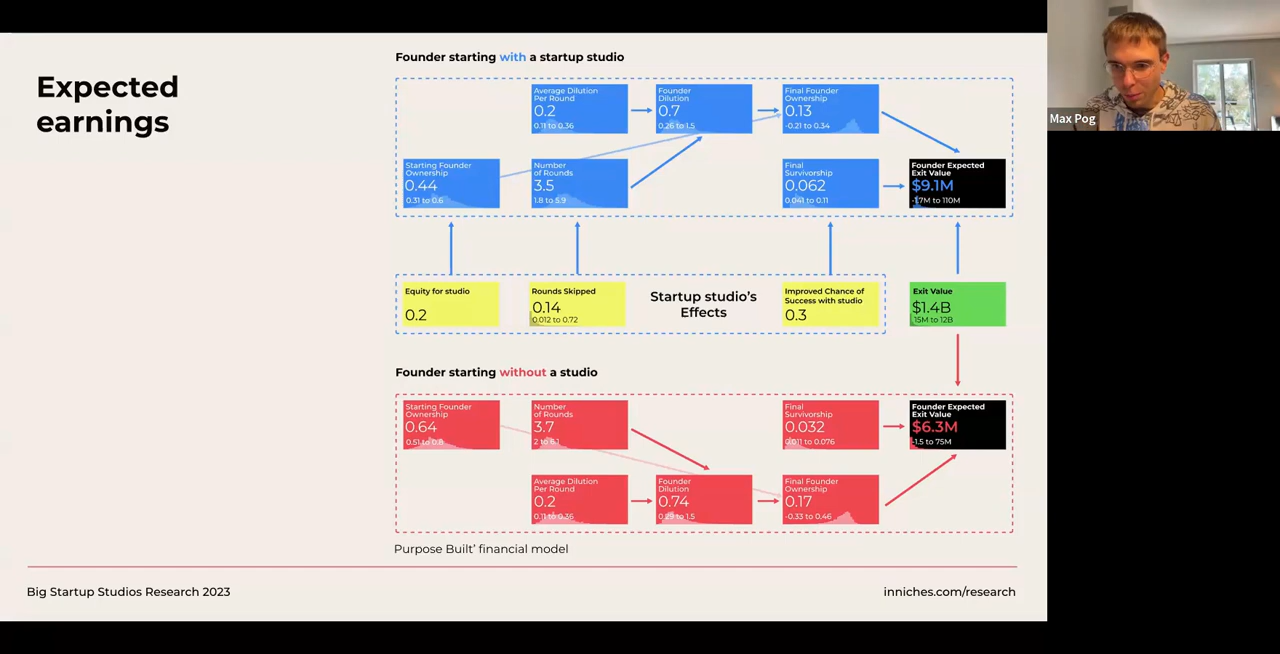 Expected
earnings
Founder starting with a startup studio
Average Dilution
Per Round
0.2
0.11 to 0.36
Founder
Dilution
0.7
0.26 to 1.5
Final Founder
Ownership
0.13
-0.21 to 0.34
Starting Founder
Ownership
0.44
0.31 to 0.6
Number
of Rounds
3.5
1.8 to 5.9
Final
Survivorship
0.062
0.041 to 0.11
Founder Expected
Exit Value
$9.1M
-1.7M to 110M
Equity for studio
0.2
Rounds Skipped
0.14
0.012 to 0.72
Startup studio's
Effects
Improved Chance of
Success with studio
0.3
Exit Value
$1.4B
15M to 12B
Founder starting without a studio
Starting Founder
Ownership
0.64
0.51 to 0.8
Number
of Rounds
3.7
2 to 6.1
Final
Survivorship
0.032
0.011 to 0.076
Founder Expected
Exit Value
$6.3M
-1.5 to 75M
Average Dilution
Per Round
0.2
0.11 to 0.36
Founder
Dilution
0.74
to 1.5
Final Founder
Ownership
0.17
-0.33 to 0.46
Purpose Built' financial model
Big Startup Studios Research 2023
inniches.com/research
Max Pog